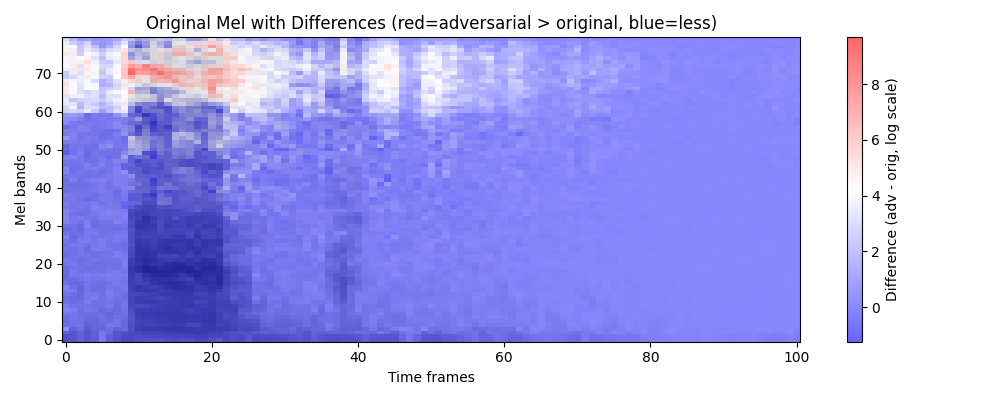 Original Mel with Differences (red=adversarial > original, blue=less)
70
60
50
40
30
20
10
0
Mel bands
0 20 40 60 80 100
Time frames
8
6
4
2
0
Difference (adv - orig, log scale)